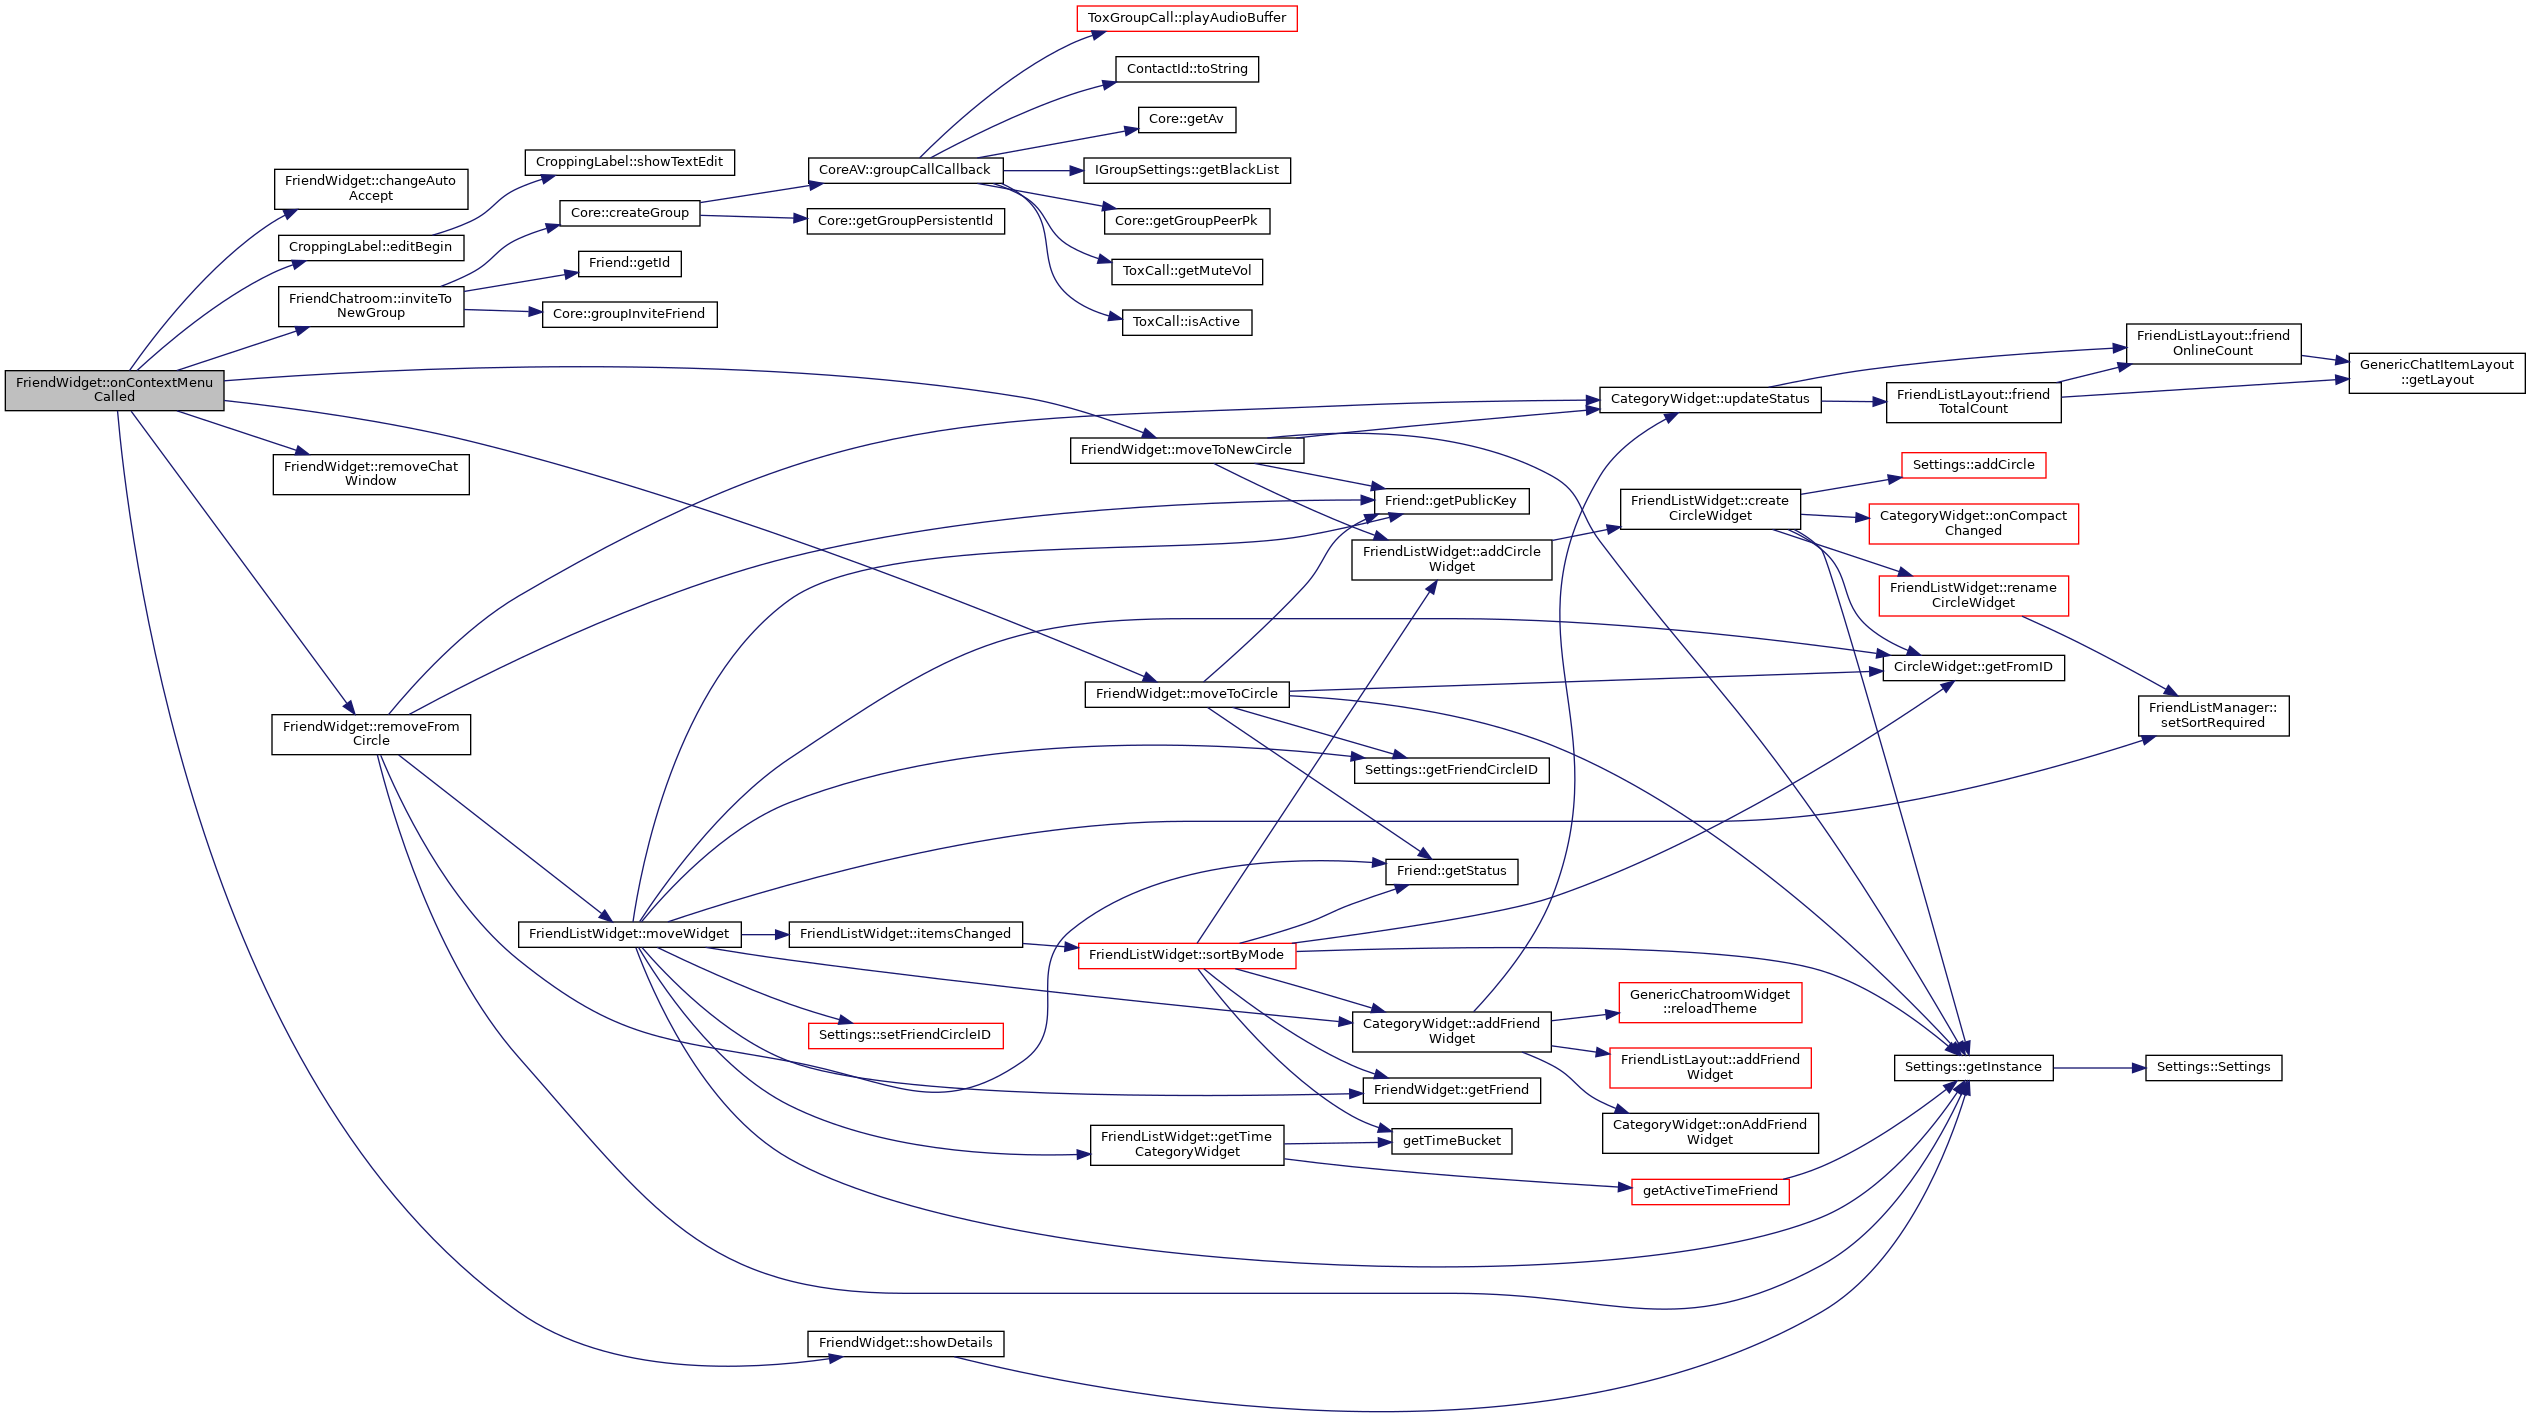 FriendWidget::onContextMenu
Called
FriendWidget::changeAuto
Accept
CroppingLabel::editBegin
FriendChatroom::inviteTo
NewGroup
FriendWidget::removeChat
Window
FriendWidget::removeFrom
Circle
CroppingLabel::showTextEdit
Core::createGroup
Friend::getId
Core::groupInviteFriend
FriendListWidget::moveWidget
CoreAV::groupCallCallback
Core::getGroupPersistentId
FriendListWidget::itemsChanged
Settings::setFriendCircleID
FriendWidget::showDetails
ToxGroupCall::playAudioBuffer
ContactId::toString
Core::getAv
IGroupSettings::getBlackList
Core::getGroupPeerPk
ToxCall::getMuteVol
ToxCall::isActive
FriendWidget::moveToNewCircle
FriendWidget::moveToCircle
FriendListWidget::sortByMode
FriendListWidget::getTime
CategoryWidget
Friend::getPublicKey
FriendListWidget::addCircle
Widget
Settings::getFriendCircleID
Friend::getStatus
CategoryWidget::addFriend
Widget
FriendWidget::getFriend
getTimeBucket
CategoryWidget::updateStatus
FriendListWidget::create
CircleWidget
GenericChatroomWidget
::reloadTheme
FriendListLayout::addFriend
Widget
CategoryWidget::onAddFriend
Widget
getActiveTimeFriend
FriendListLayout::friend
TotalCount
Settings::addCircle
CategoryWidget::onCompact
Changed
FriendListWidget::rename
CircleWidget
CircleWidget::getFromID
Settings::getInstance
FriendListLayout::friend
OnlineCount
FriendListManager::
setSortRequired
Settings::Settings
GenericChatItemLayout
::getLayout